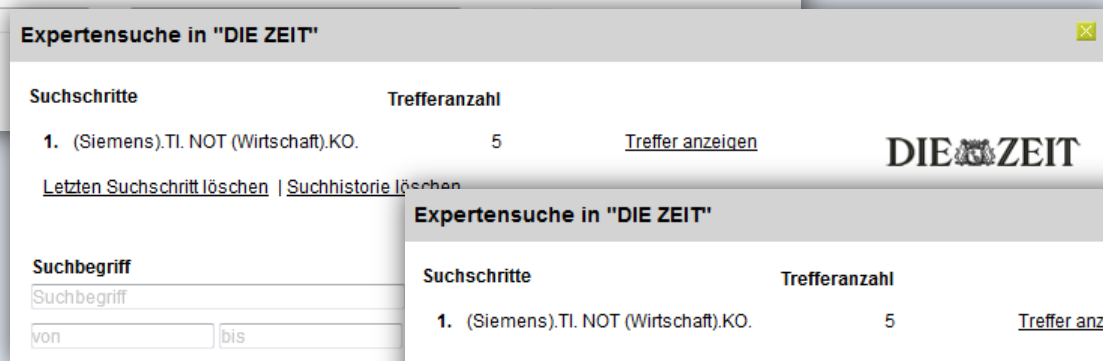 Expertensuche in "DIE ZEIT"
Suchschritte Trefferanzahl
1. (Siemens).TI. NOT (Wirtschaft).KO. 5 Treffer anzeigen
DIE ZEIT
Letzten Suchschritt löschen | Suchhistorie löschen
Suchbegriff
Suchbegriff
von bis
Expertensuche in "DIE ZEIT"
Suchschritte Trefferanzahl
1. (Siemens).TI. NOT (Wirtschaft).KO. 5 Treffer anz